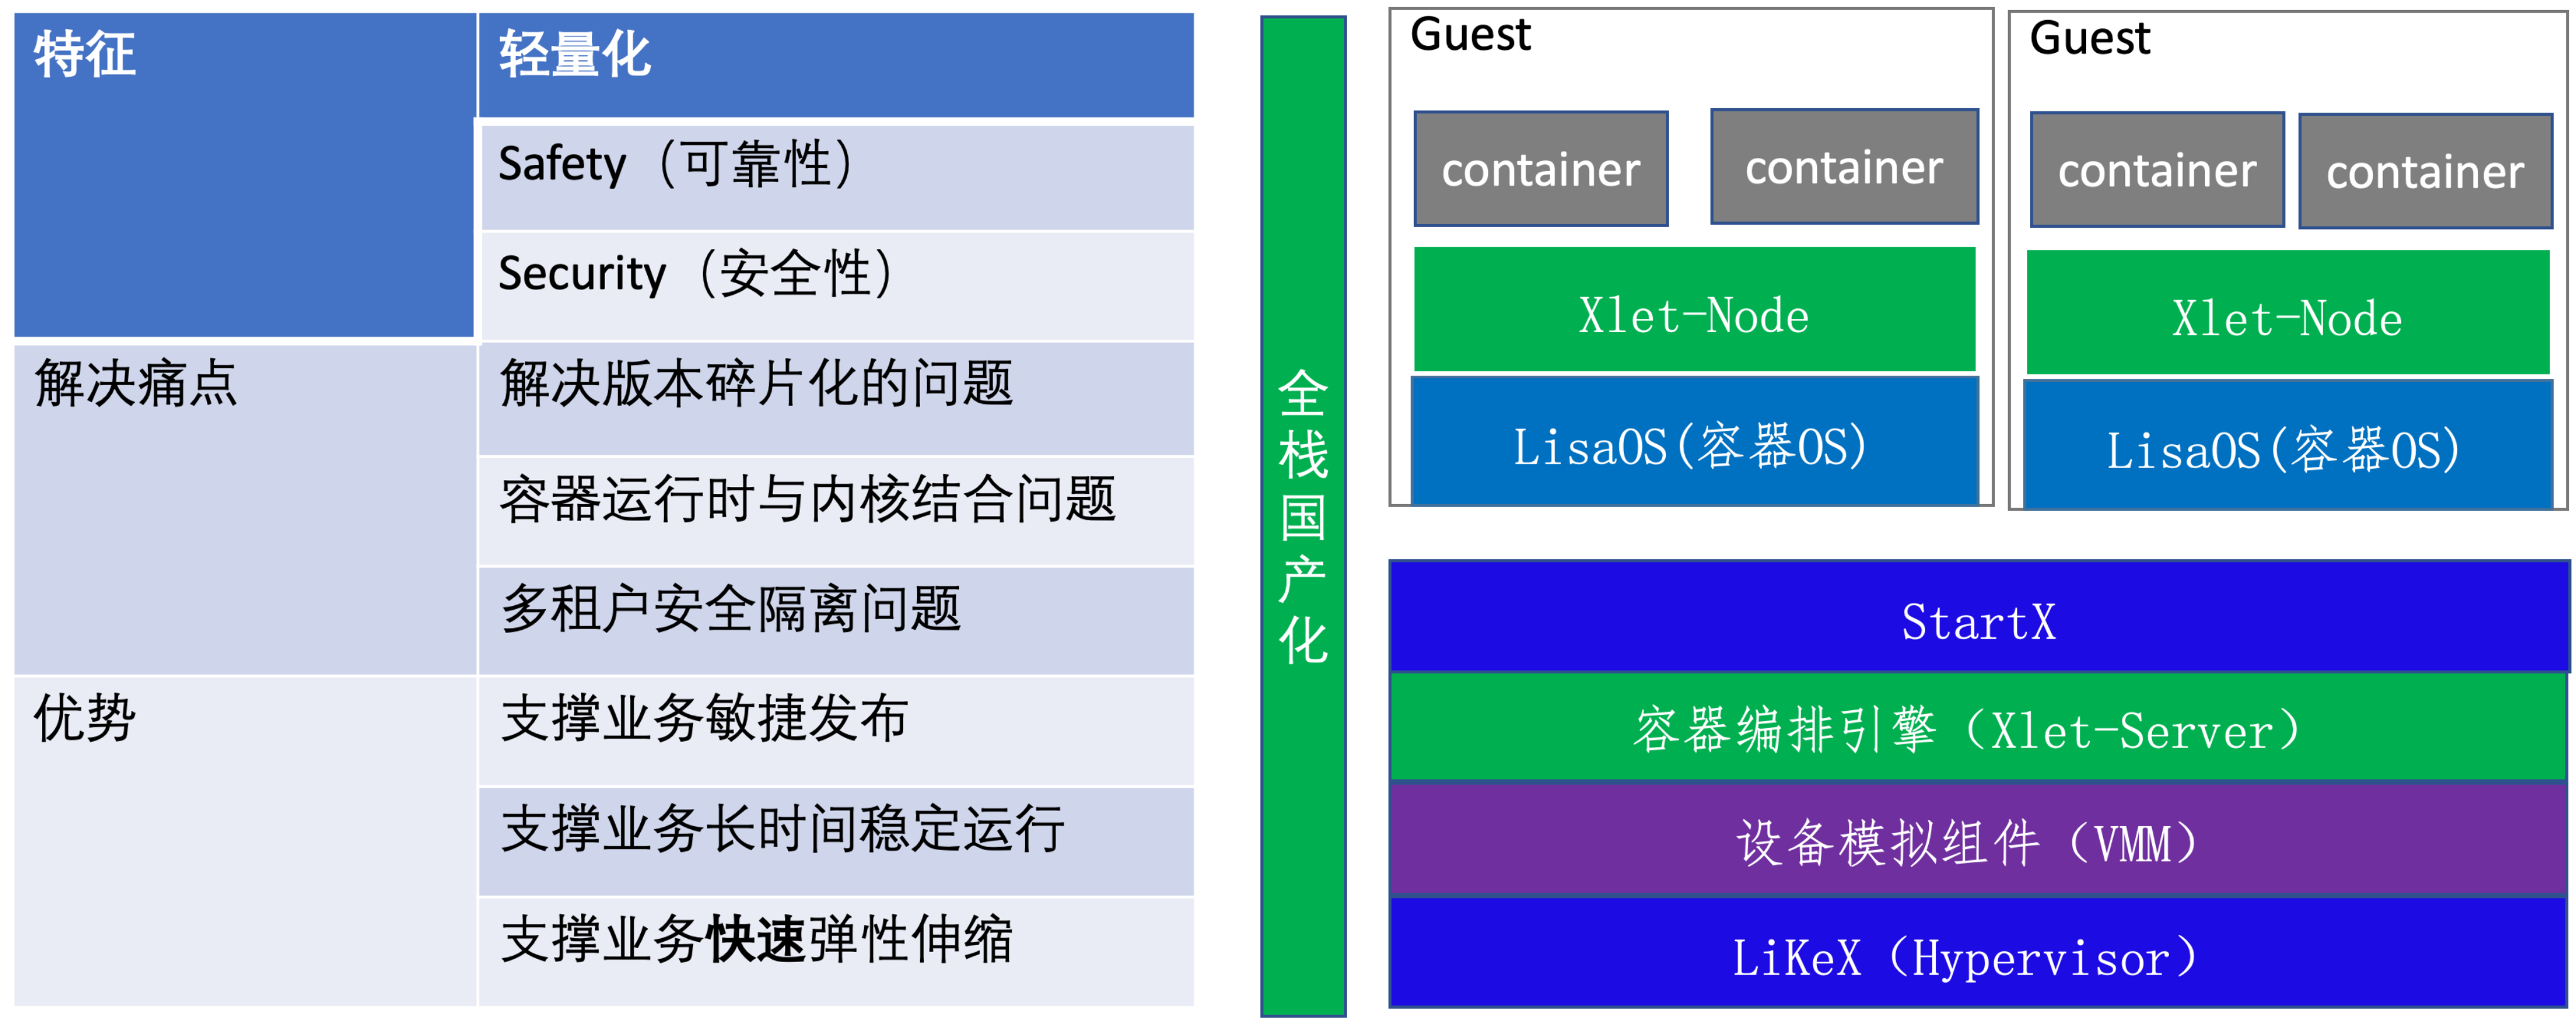 特征
轻量化
Safety（可靠性）
Security（安全性）
解决痛点
解决版本碎片化的问题
容器运行时与内核结合问题
多租户安全隔离问题
优势
支撑业务敏捷发布
支撑业务长时间稳定运行
支撑业务快速弹性伸缩
全栈国产化
Guest
container
container
Xlet-Node
LisaOS(容器OS)
Guest
container
container
Xlet-Node
LisaOS(容器OS)
StartX
容器编排引擎（Xlet-Server）
设备模拟组件（VMM）
LiKeX（Hypervisor）